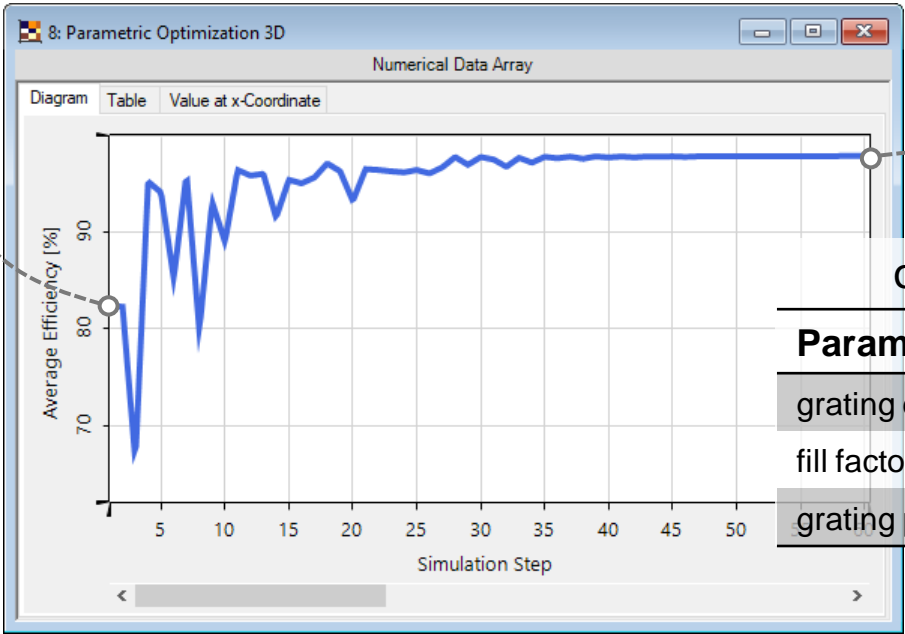 8: Parametric Optimization 3D
Numerical Data Array
Diagram Table Value at x-Coordinate
Average Efficiency [%]
90
80
70
5 10 15 20 25 30 35 40 45 50
Simulation Step
Param
grating
fill facto
grating